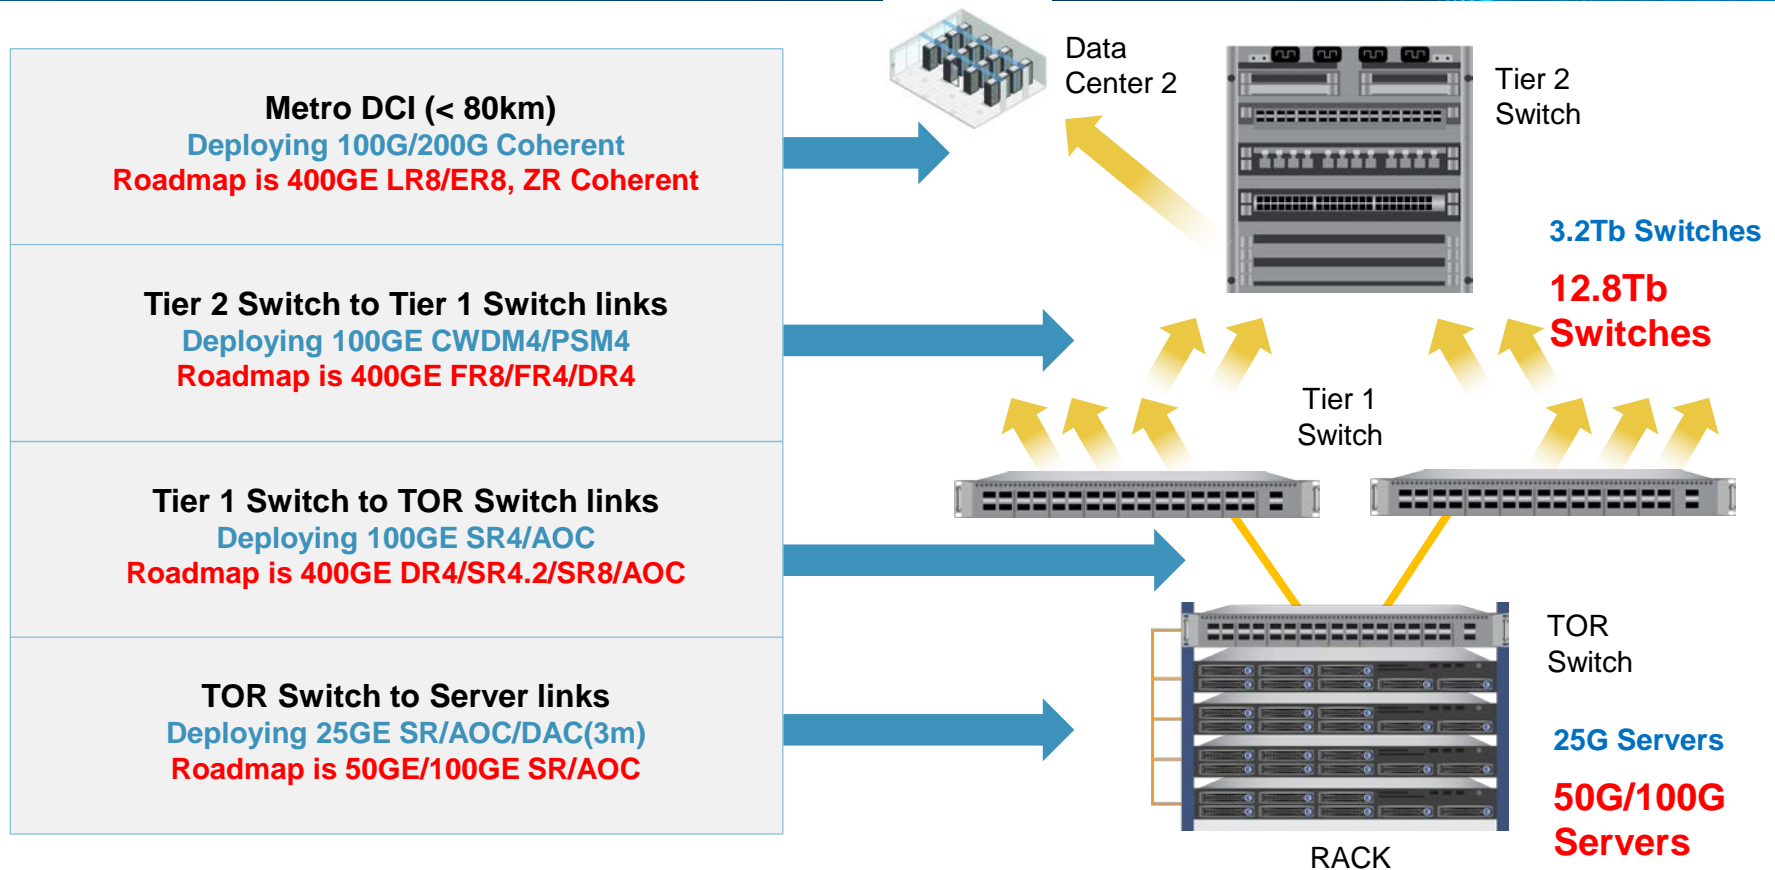 Metro DCI (< 80km)
Deploying 100G/200G Coherent
Roadmap is 400GE LR8/ER8, ZR Coherent
Tier 2 Switch to Tier 1 Switch links
Deploying 100GE CWDM4/PSM4
Roadmap is 400GE FR8/FR4/DR4
Tier 1 Switch to TOR Switch links
Deploying 100GE SR4/AOC
Roadmap is 400GE DR4/SR4.2/SR8/AOC
TOR Switch to Server links
Deploying 25GE SR/AOC/DAC(3m)
Roadmap is 50GE/100GE SR/AOC
Data
Center 2
Tier 2
Switch
3.2Tb Switches
12.8Tb
Switches
Tier 1
Switch
TOR
Switch
25G Servers
50G/100G
Servers
RACK